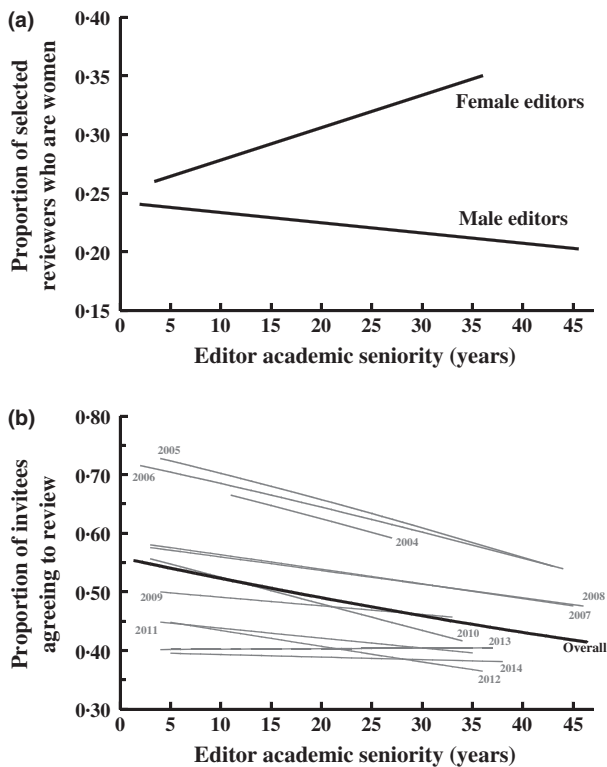 (a)
0·40
0·35
0·30
0·25
0·20
0·15
Proportion of selected
reviewers who are women
Female editors
Male editors
0 5 10 15 20 25 30 35 40 45
Editor academic seniority (years)
(b)
0·80
0·70
0·60
0·50
0·40
0·30
Proportion of invitees
agreeing to review
2005
2006
2004
2009
2008
2007
2011
2010
2013
Overall
2014
2012
0 5 10 15 20 25 30 35 40 45
Editor academic seniority (years)